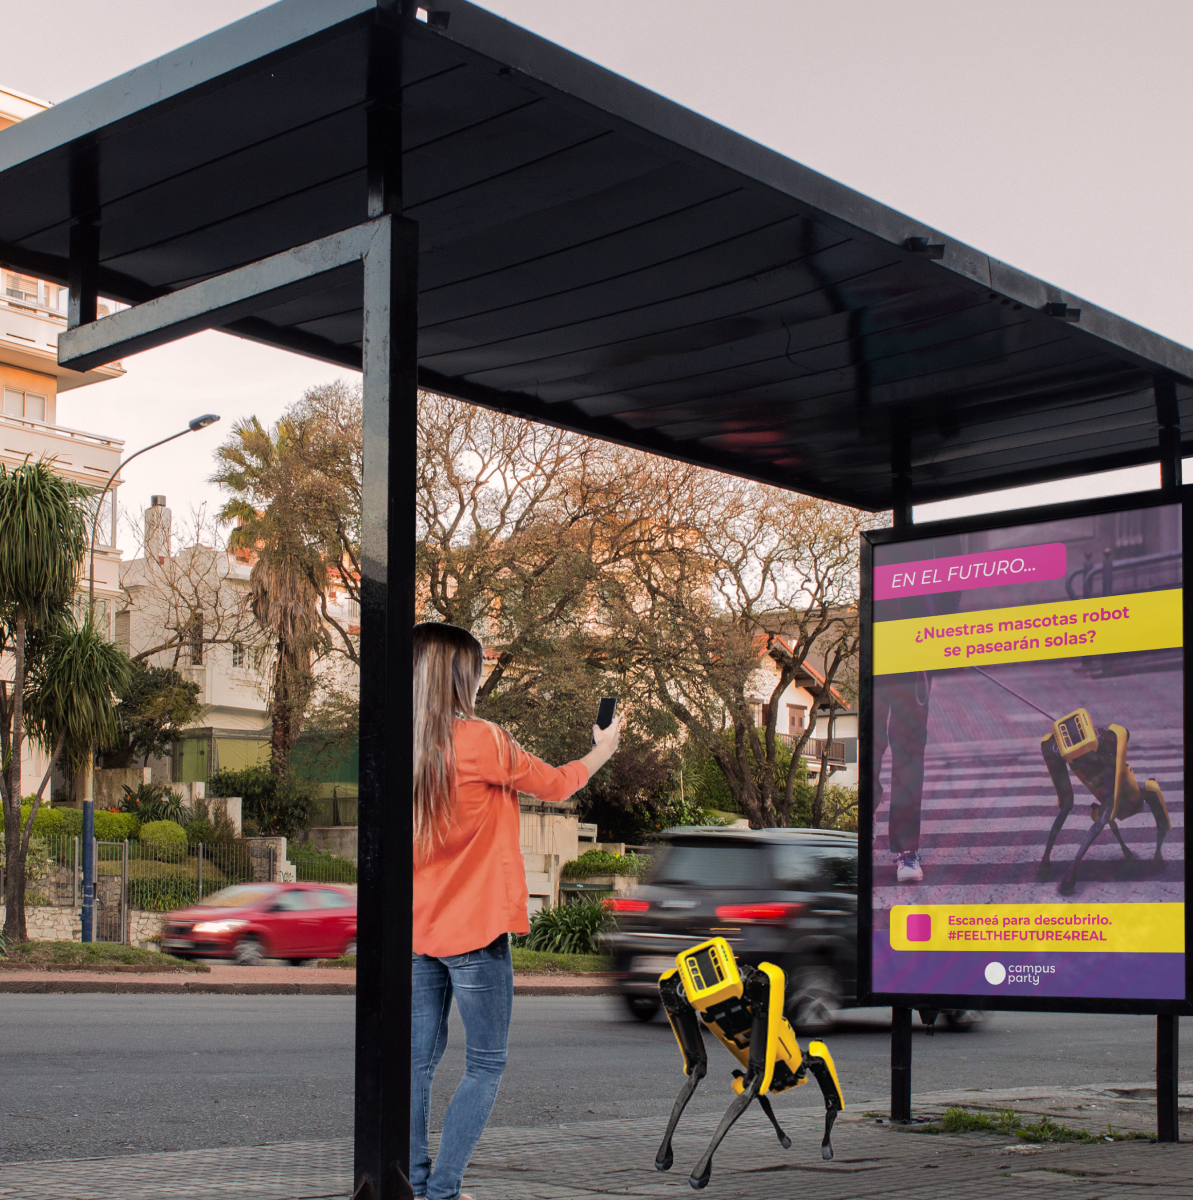 EN EL FUTURO...
¿Nuestras mascotas robot
se pasearán solas?
Escaneá para descubrirlo.
#FEELTHEFUTURE4REAL
campus
party